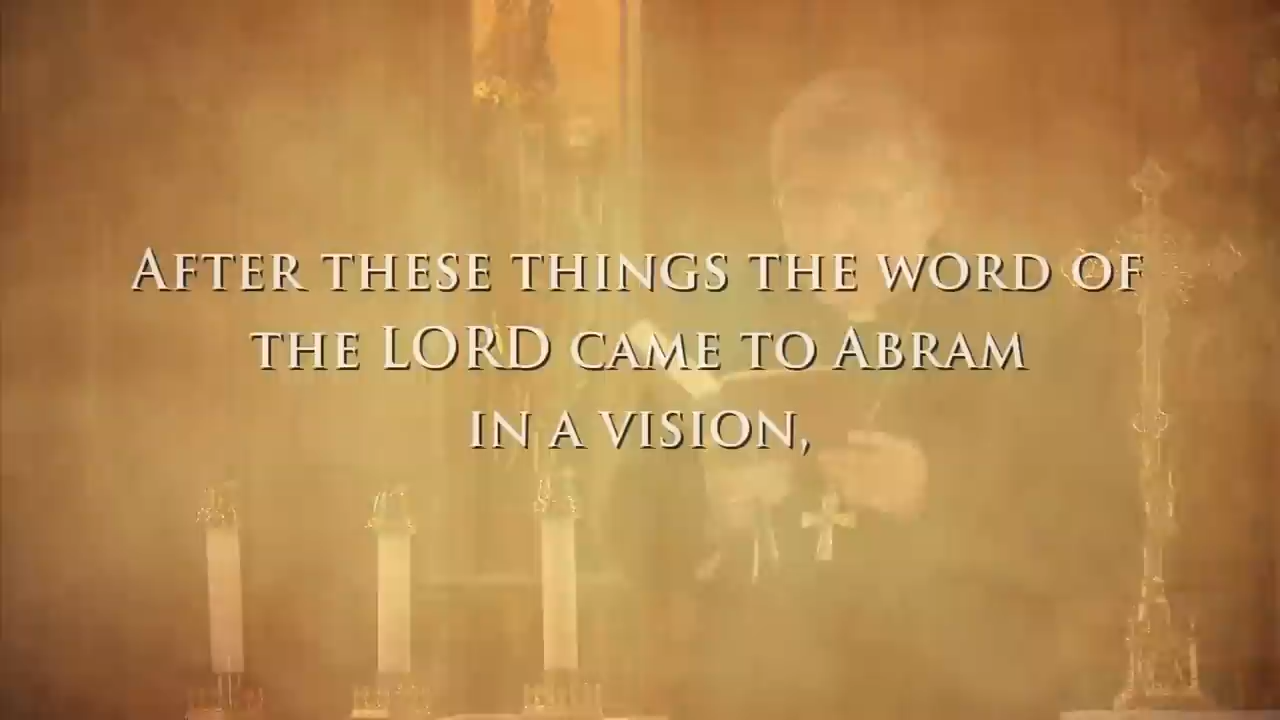 After these things the word of
the LORD came to Abram
in a vision,